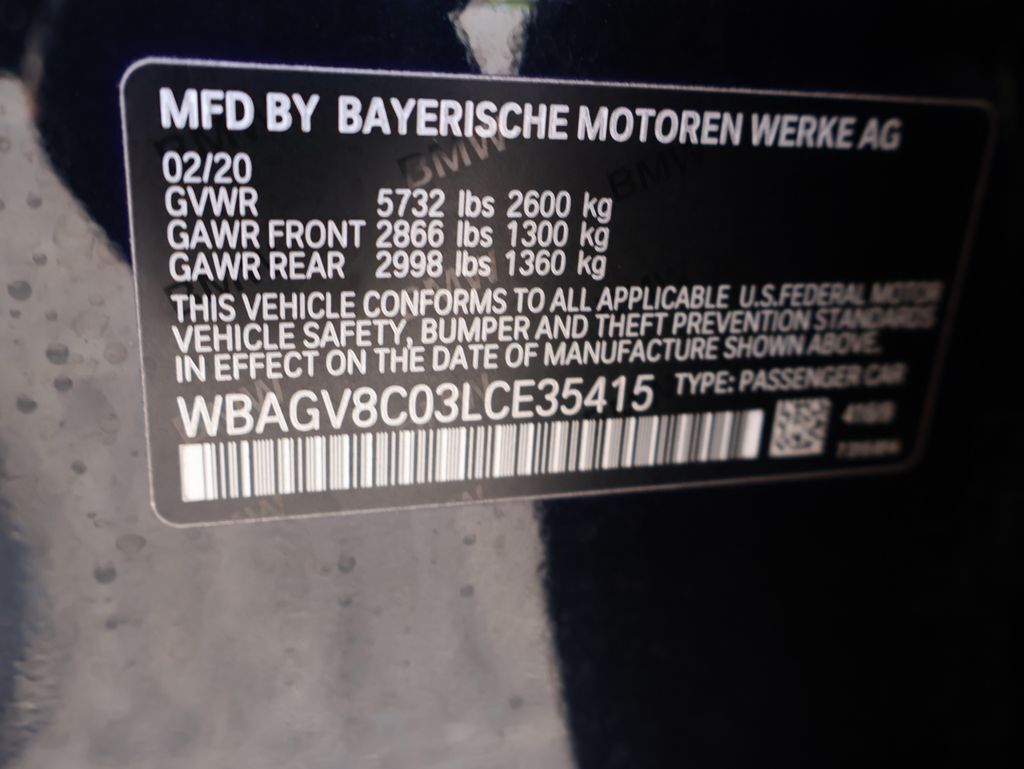 MFD BY BAYERISCHE MOTOREN WERKE AG
02/20
GVWR 5732 lbs 2600 kg
GAWR FRONT 2866 lbs 1300 kg
GAWR REAR 2998 lbs 1360 kg
THIS VEHICLE CONFORMS TO ALL APPLICABLE U.S.FEDERAL MOTOR
VEHICLE SAFETY, BUMPER AND THEFT PREVENTION STANDARDS
IN EFFECT ON THE DATE OF MANUFACTURE SHOWN ABOVE.
WBAGV8C03LCE35415 TYPE: PASSENGER CAR